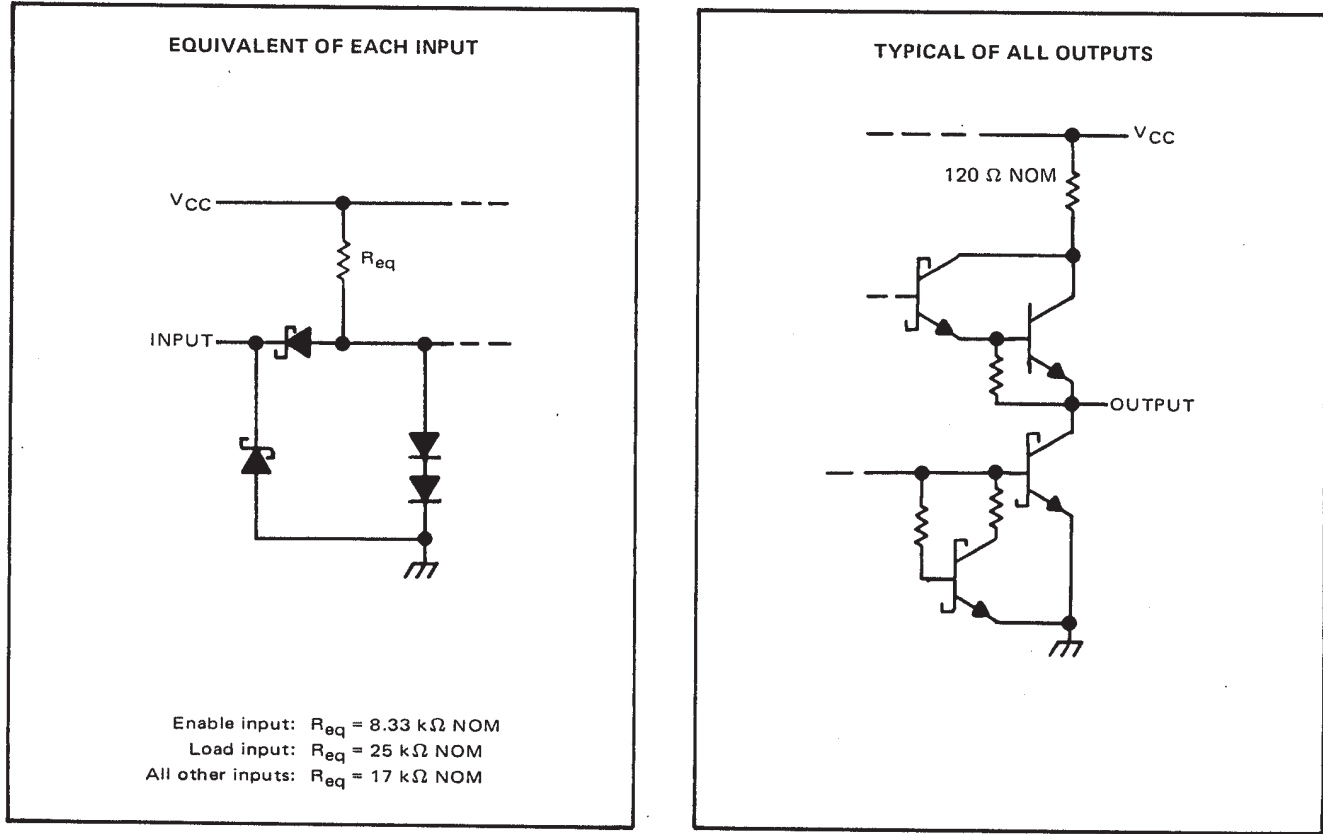 EQUIVALENT OF EACH INPUT
VCC
Req
INPUT
Enable input: Req = 8.33 kΩ NOM
Load input: Req = 25 kΩ NOM
All other inputs: Req = 17 kΩ NOM
TYPICAL OF ALL OUTPUTS
VCC
120 Ω NOM
OUTPUT